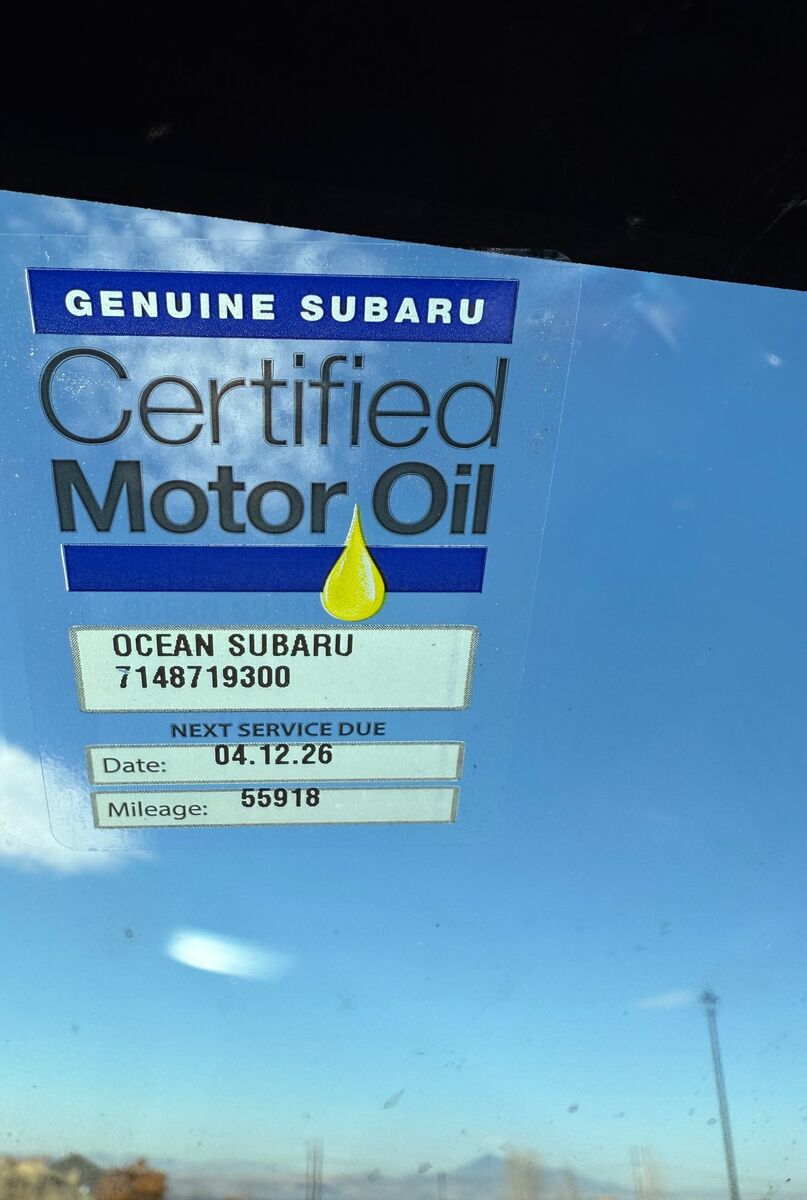 GENUINE SUBARU
Certified
Motor Oil
OCEAN SUBARU
7148719300
NEXT SERVICE DUE
Date: 04.12.26
Mileage: 55918